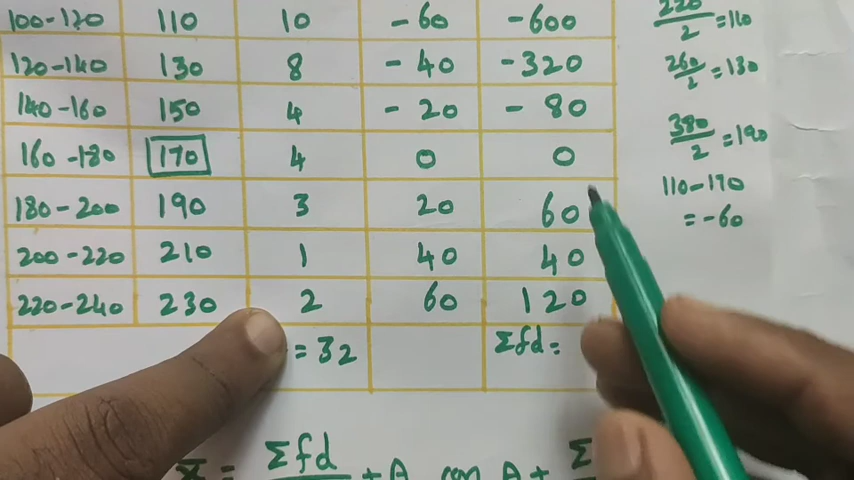 100-120 110 10 -60 -600
120-140 130 8 -40 -320
140-160 150 4 -20 -80
160-180 170 4 0 0
180-200 190 3 20 60
200-220 210 1 40 40
220-240 230 2 60 120
= 32 Σfd =
220/2 = 110
260/2 = 130
380/2 = 190
110-170
= -60
x̄ = Σfd + A A + Σ